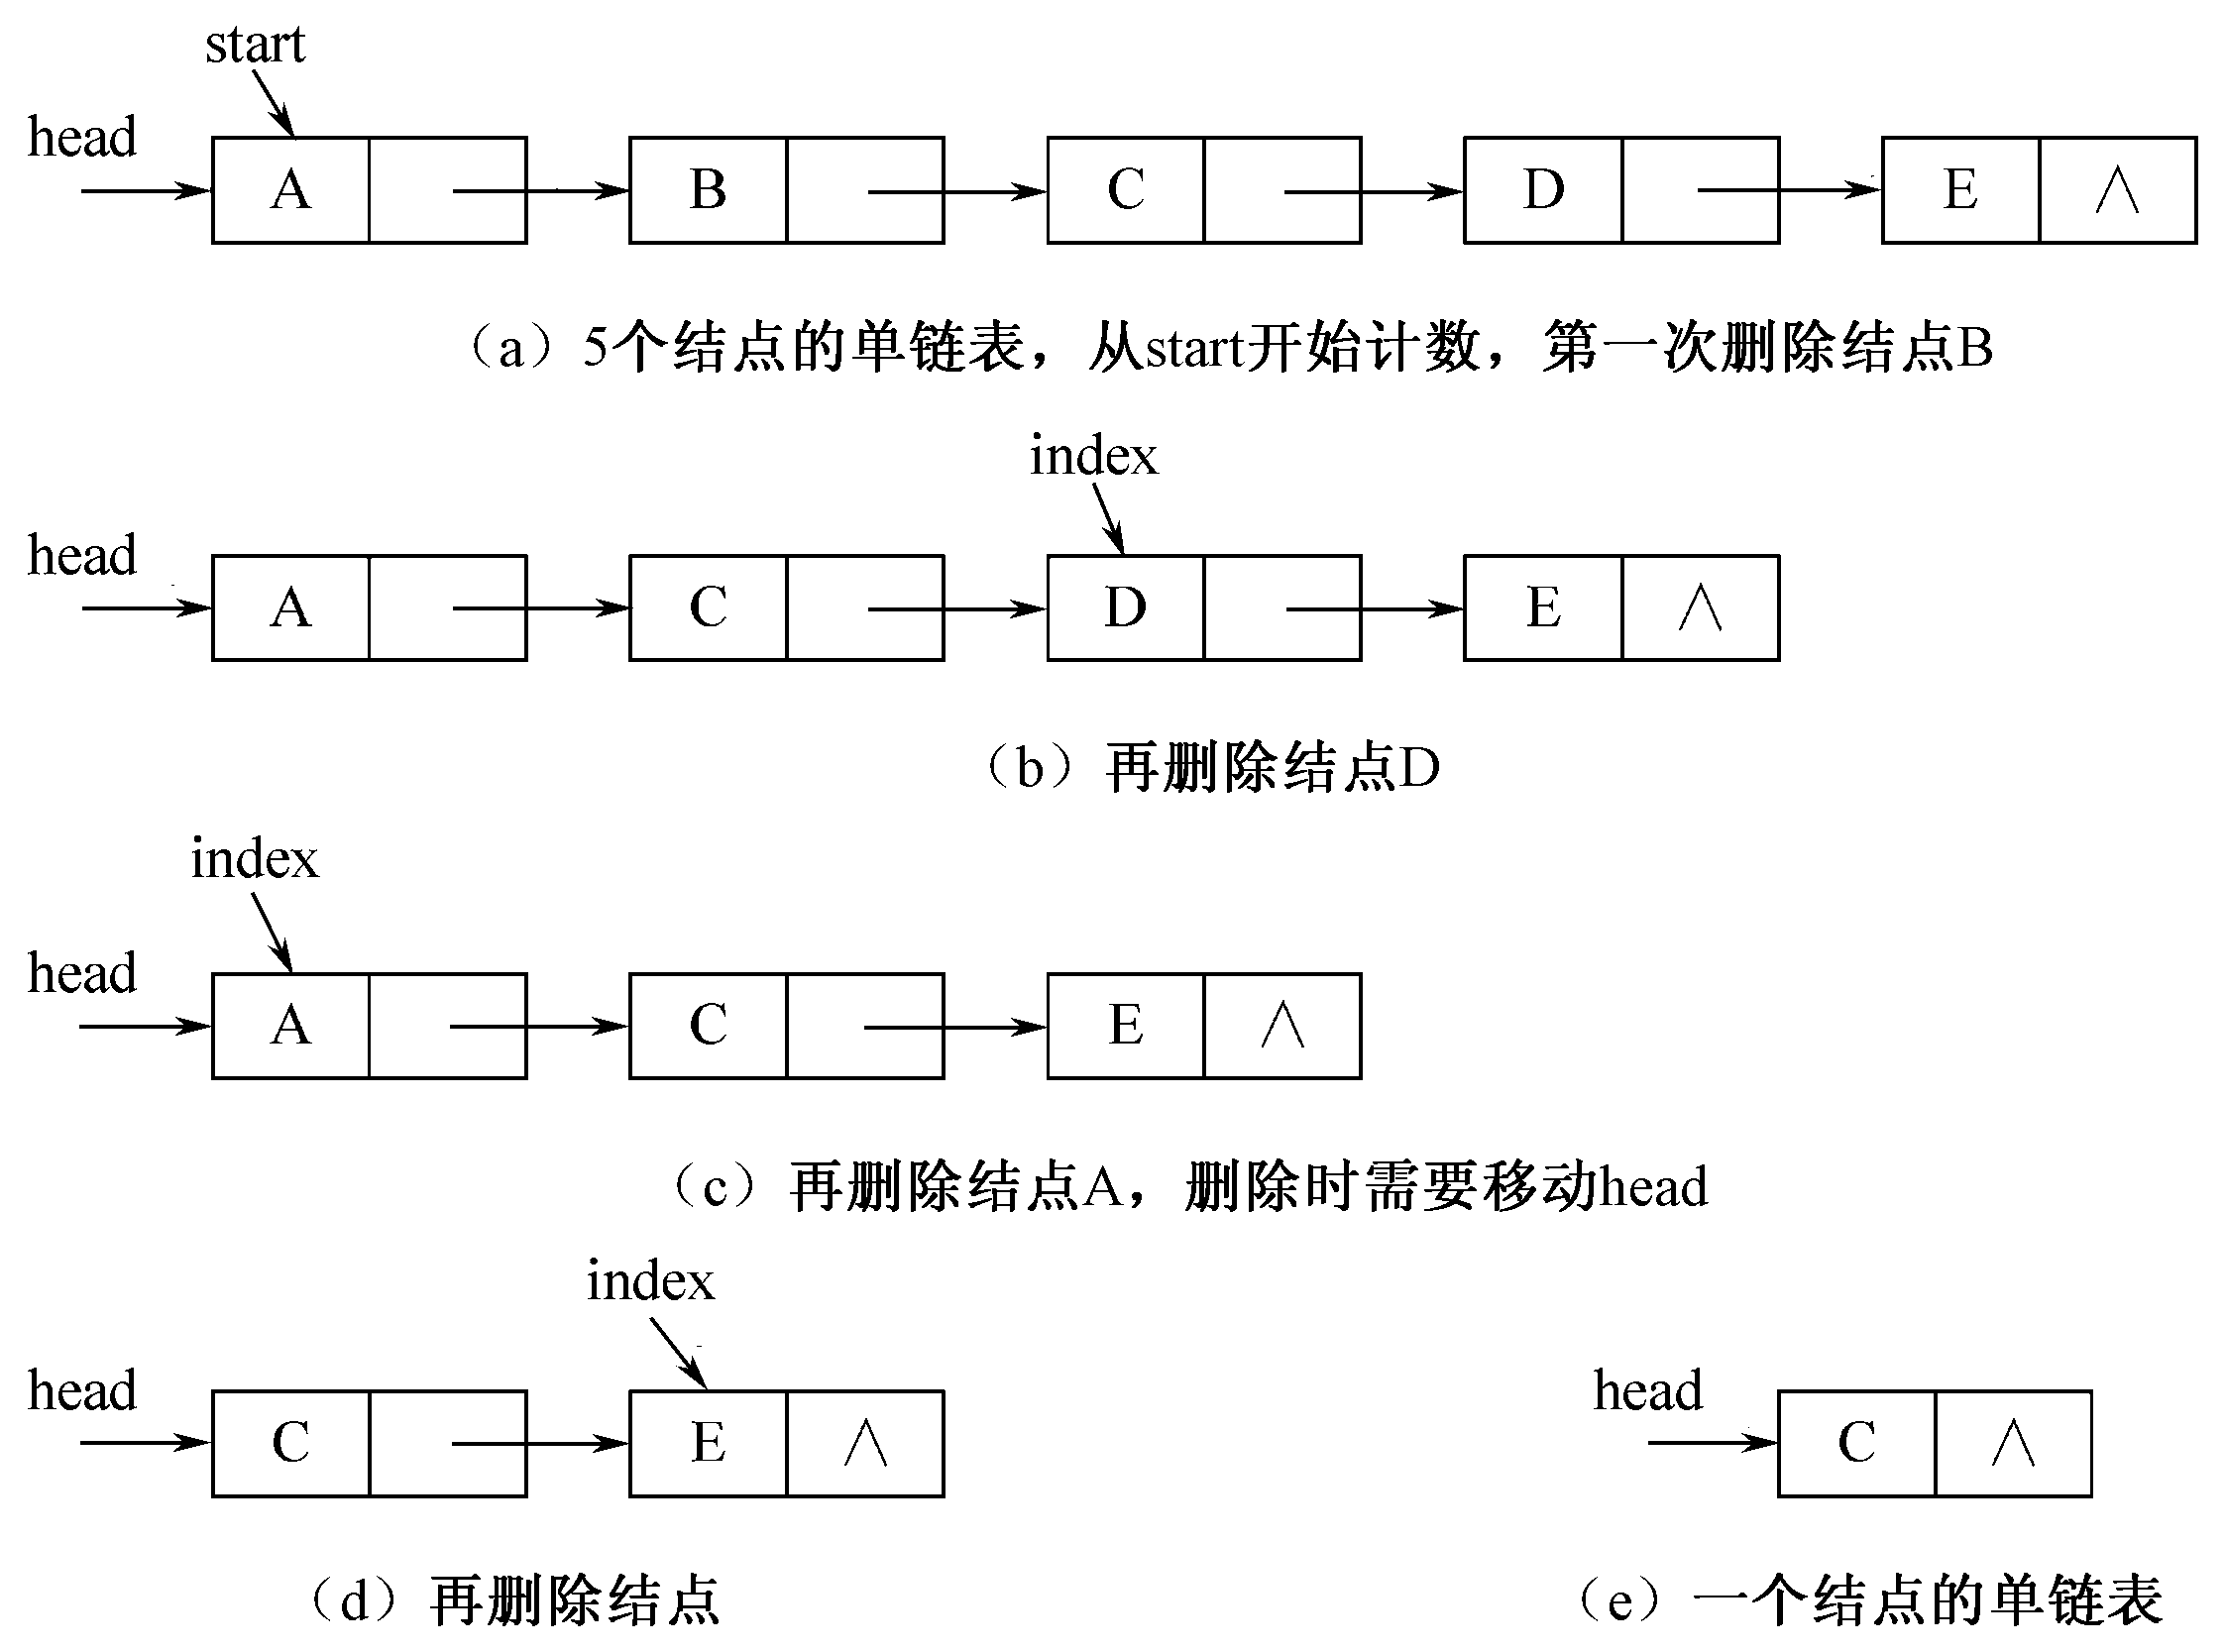 start
head
A B C D E ∧
（a）5个结点的单链表，从start开始计数，第一次删除结点B
index
head
A C D E ∧
（b）再删除结点D
index
head
A C E ∧
（c）再删除结点A，删除时需要移动head
index
head head
C E ∧ C ∧
（d）再删除结点 （e）一个结点的单链表